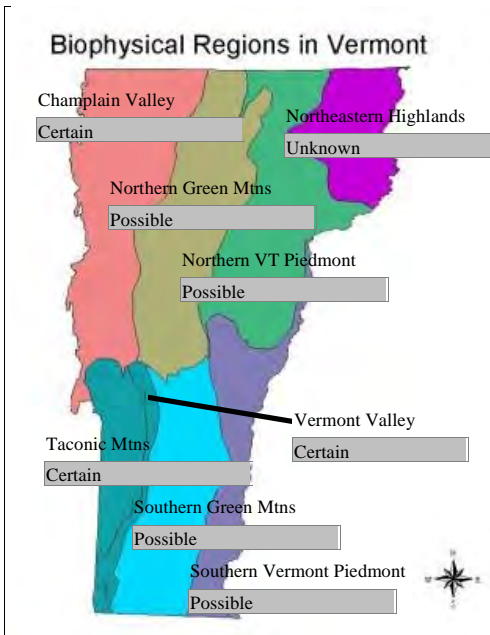 Biophysical Regions in Vermont
Champlain Valley
Certain
Northeastern Highlands
Unknown
Northern Green Mtns
Possible
Northern VT Piedmont
Possible
Vermont Valley
Certain
Taconic Mtns
Certain
Southern Green Mtns
Possible
Southern Vermont Piedmont
Possible